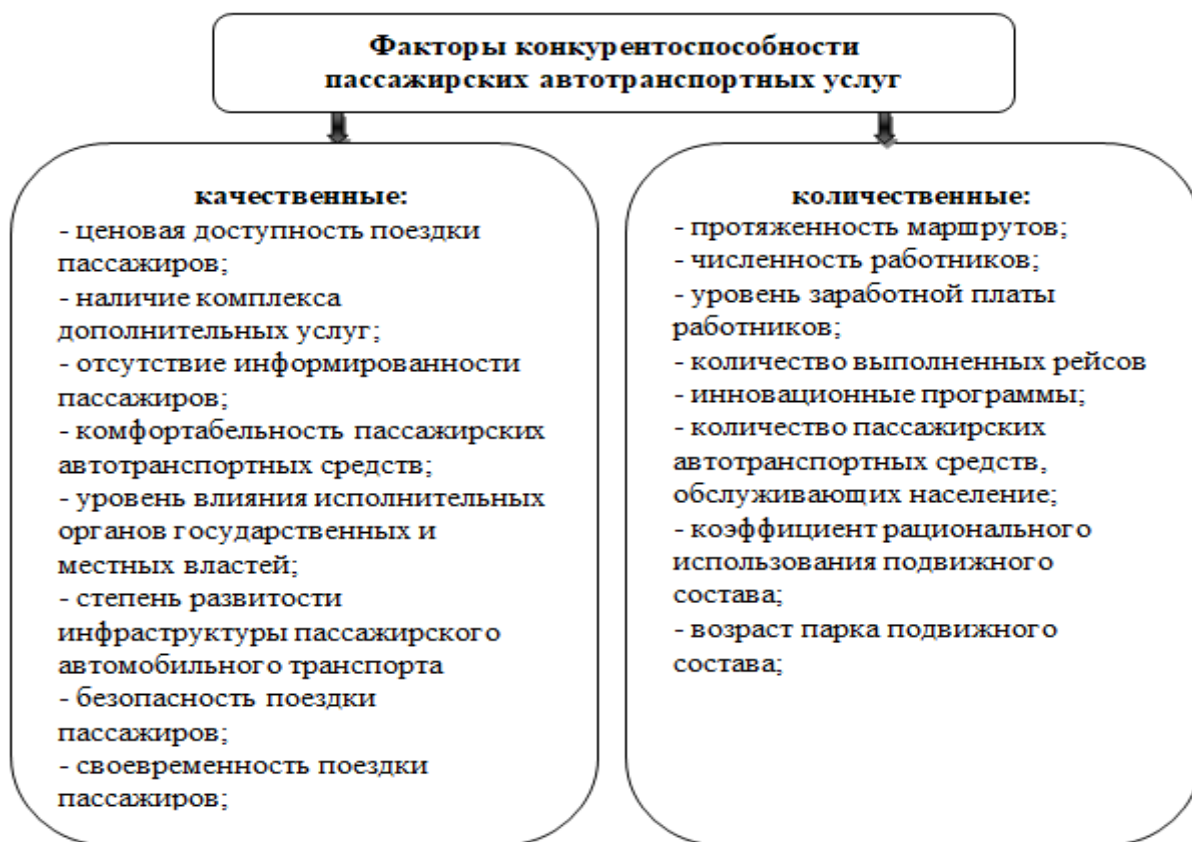 Факторы конкурентоспособности
пассажирских автотранспортных услуг
качественные:
- ценовая доступность поездки
пассажиров;
- наличие комплекса
дополнительных услуг;
- отсутствие информированности
пассажиров;
- комфортабельность пассажирских
автотранспортных средств;
- уровень влияния исполнительных
органов государственных и
местных властей;
- степень развитости
инфраструктуры пассажирского
автомобильного транспорта
- безопасность поездки
пассажиров;
- своевременность поездки
пассажиров;
количественные:
- протяженность маршрутов;
- численность работников;
- уровень заработной платы
работников;
- количество выполненных рейсов
- инновационные программы;
- количество пассажирских
автотранспортных средств,
обслуживающих население;
- коэффициент рационального
использования подвижного
состава;
- возраст парка подвижного
состава;